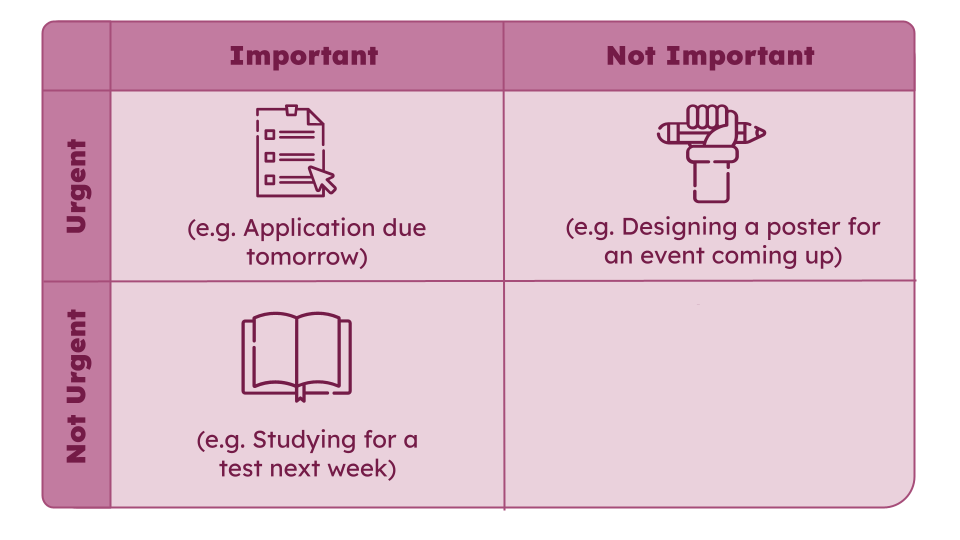 Important
Not Important
Urgent
(e.g. Application due
tomorrow)
(e.g. Designing a poster for
an event coming up)
Not Urgent
(e.g. Studying for a
test next week)